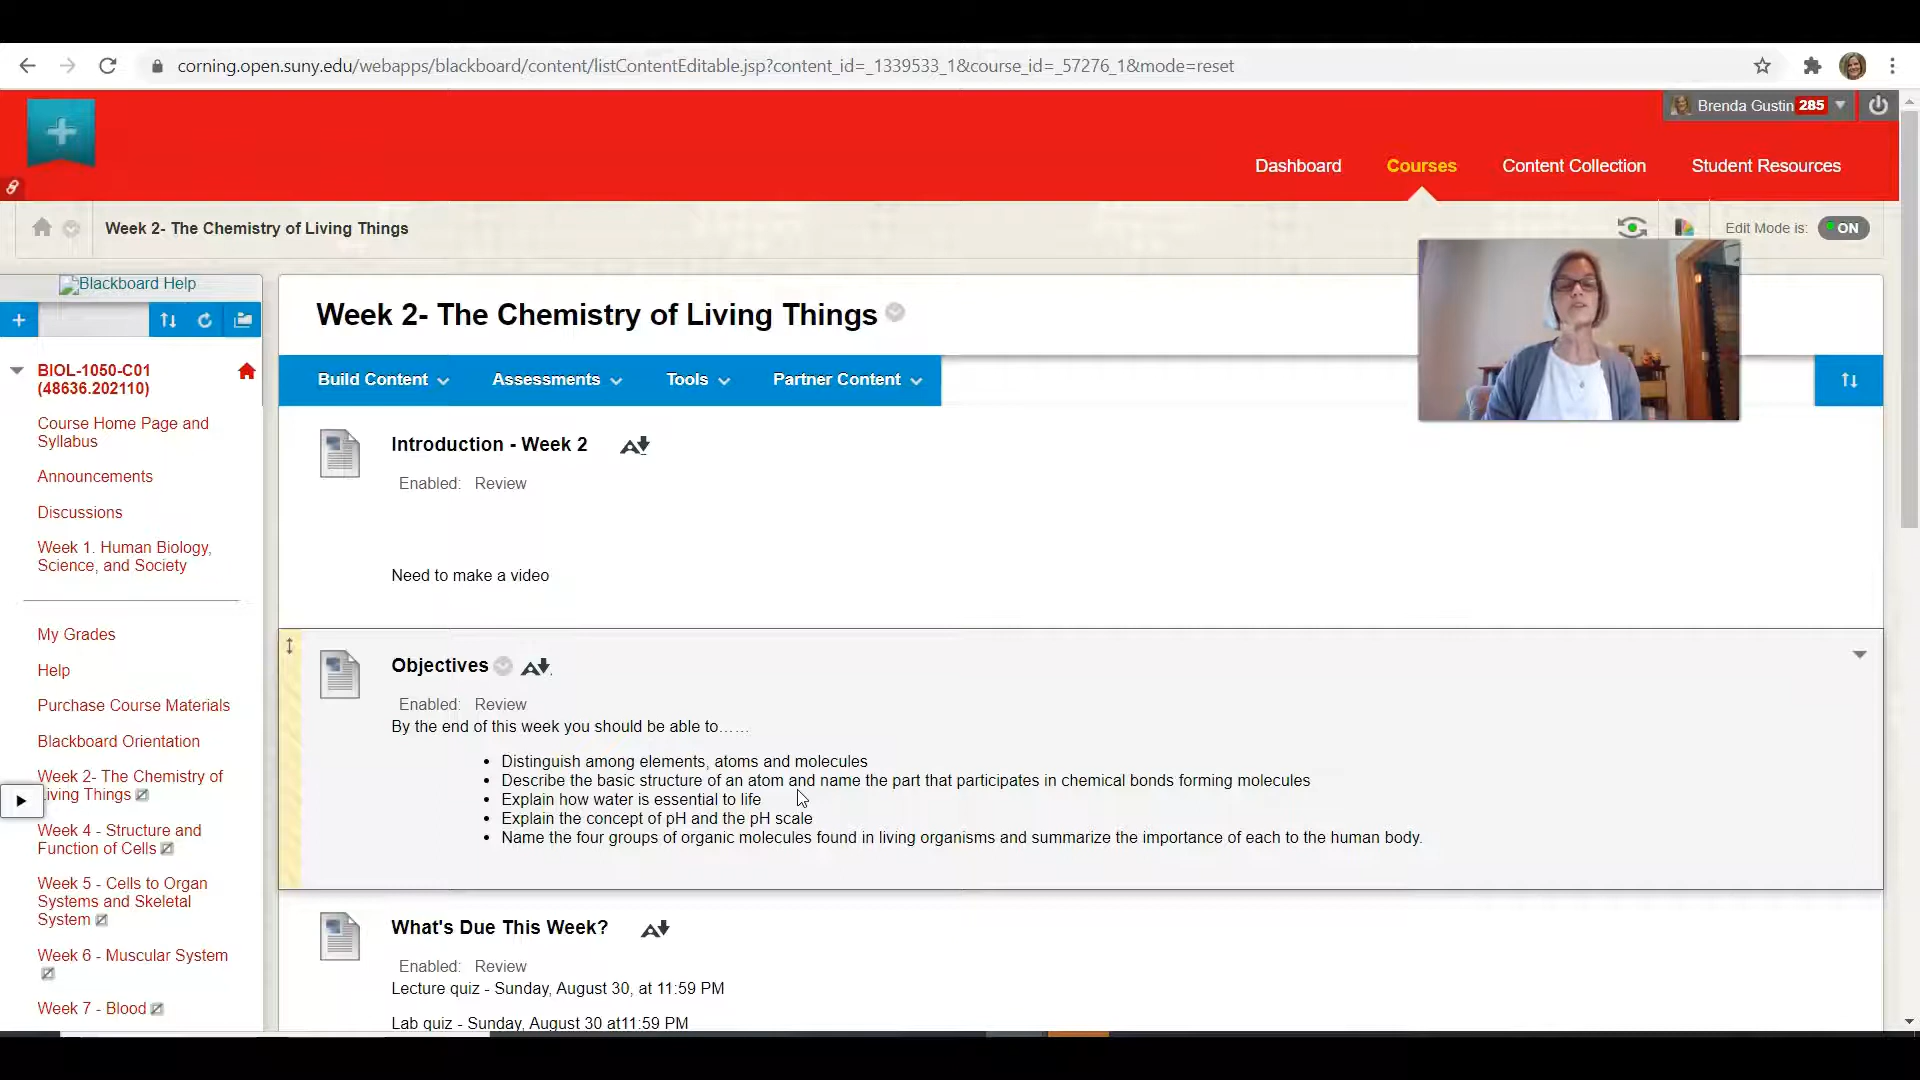 corning.open.suny.edu/webapps/blackboard/content/listContentEditable.jsp?content_id=_1339533_1&course_id=_57276_1&mode=reset
Brenda Gustin 285
Dashboard
Courses
Content Collection
Student Resources
Week 2- The Chemistry of Living Things
Edit Mode is:
ON
Blackboard Help
BIOL-1050-C01
(48636.202110)
Course Home Page and
Syllabus
Announcements
Discussions
Week 1. Human Biology,
Science, and Society
My Grades
Help
Purchase Course Materials
Blackboard Orientation
Week 2- The Chemistry of
iving Things
Week 4 - Structure and
Function of Cells
Week 5 - Cells to Organ
Systems and Skeletal
System
Week 6 - Muscular System
Week 7 - Blood
Week 2- The Chemistry of Living Things
Build Content
Assessments
Tools
Partner Content
Introduction - Week 2
Enabled: Review
Need to make a video
Objectives
Enabled: Review
By the end of this week you should be able to……
• Distinguish among elements, atoms and molecules
• Describe the basic structure of an atom and name the part that participates in chemical bonds forming molecules
• Explain how water is essential to life
• Explain the concept of pH and the pH scale
• Name the four groups of organic molecules found in living organisms and summarize the importance of each to the human body.
What's Due This Week?
Enabled: Review
Lecture quiz - Sunday, August 30, at 11:59 PM
Lab quiz - Sunday, August 30 at11:59 PM